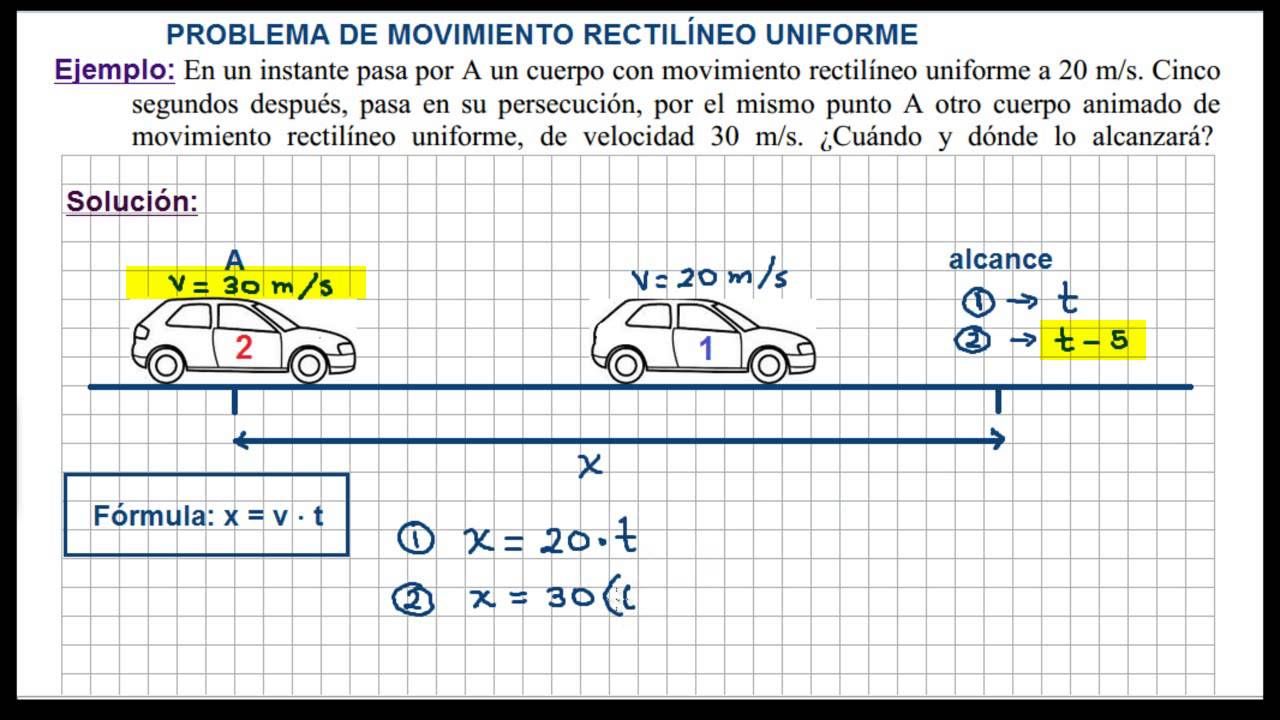 PROBLEMA DE MOVIMIENTO RECTILÍNEO UNIFORME
Ejemplo: En un instante pasa por A un cuerpo con movimiento rectilíneo uniforme a 20 m/s. Cinco
segundos después, pasa en su persecución, por el mismo punto A otro cuerpo animado de
movimiento rectilíneo uniforme, de velocidad 30 m/s. ¿Cuándo y dónde lo alcanzará?
Solución:
A
v = 30 m/s
2
v = 20 m/s
1
alcance
① → t
② → t - 5
x
Fórmula: x = v · t
① x = 20 · t
② x = 30 (